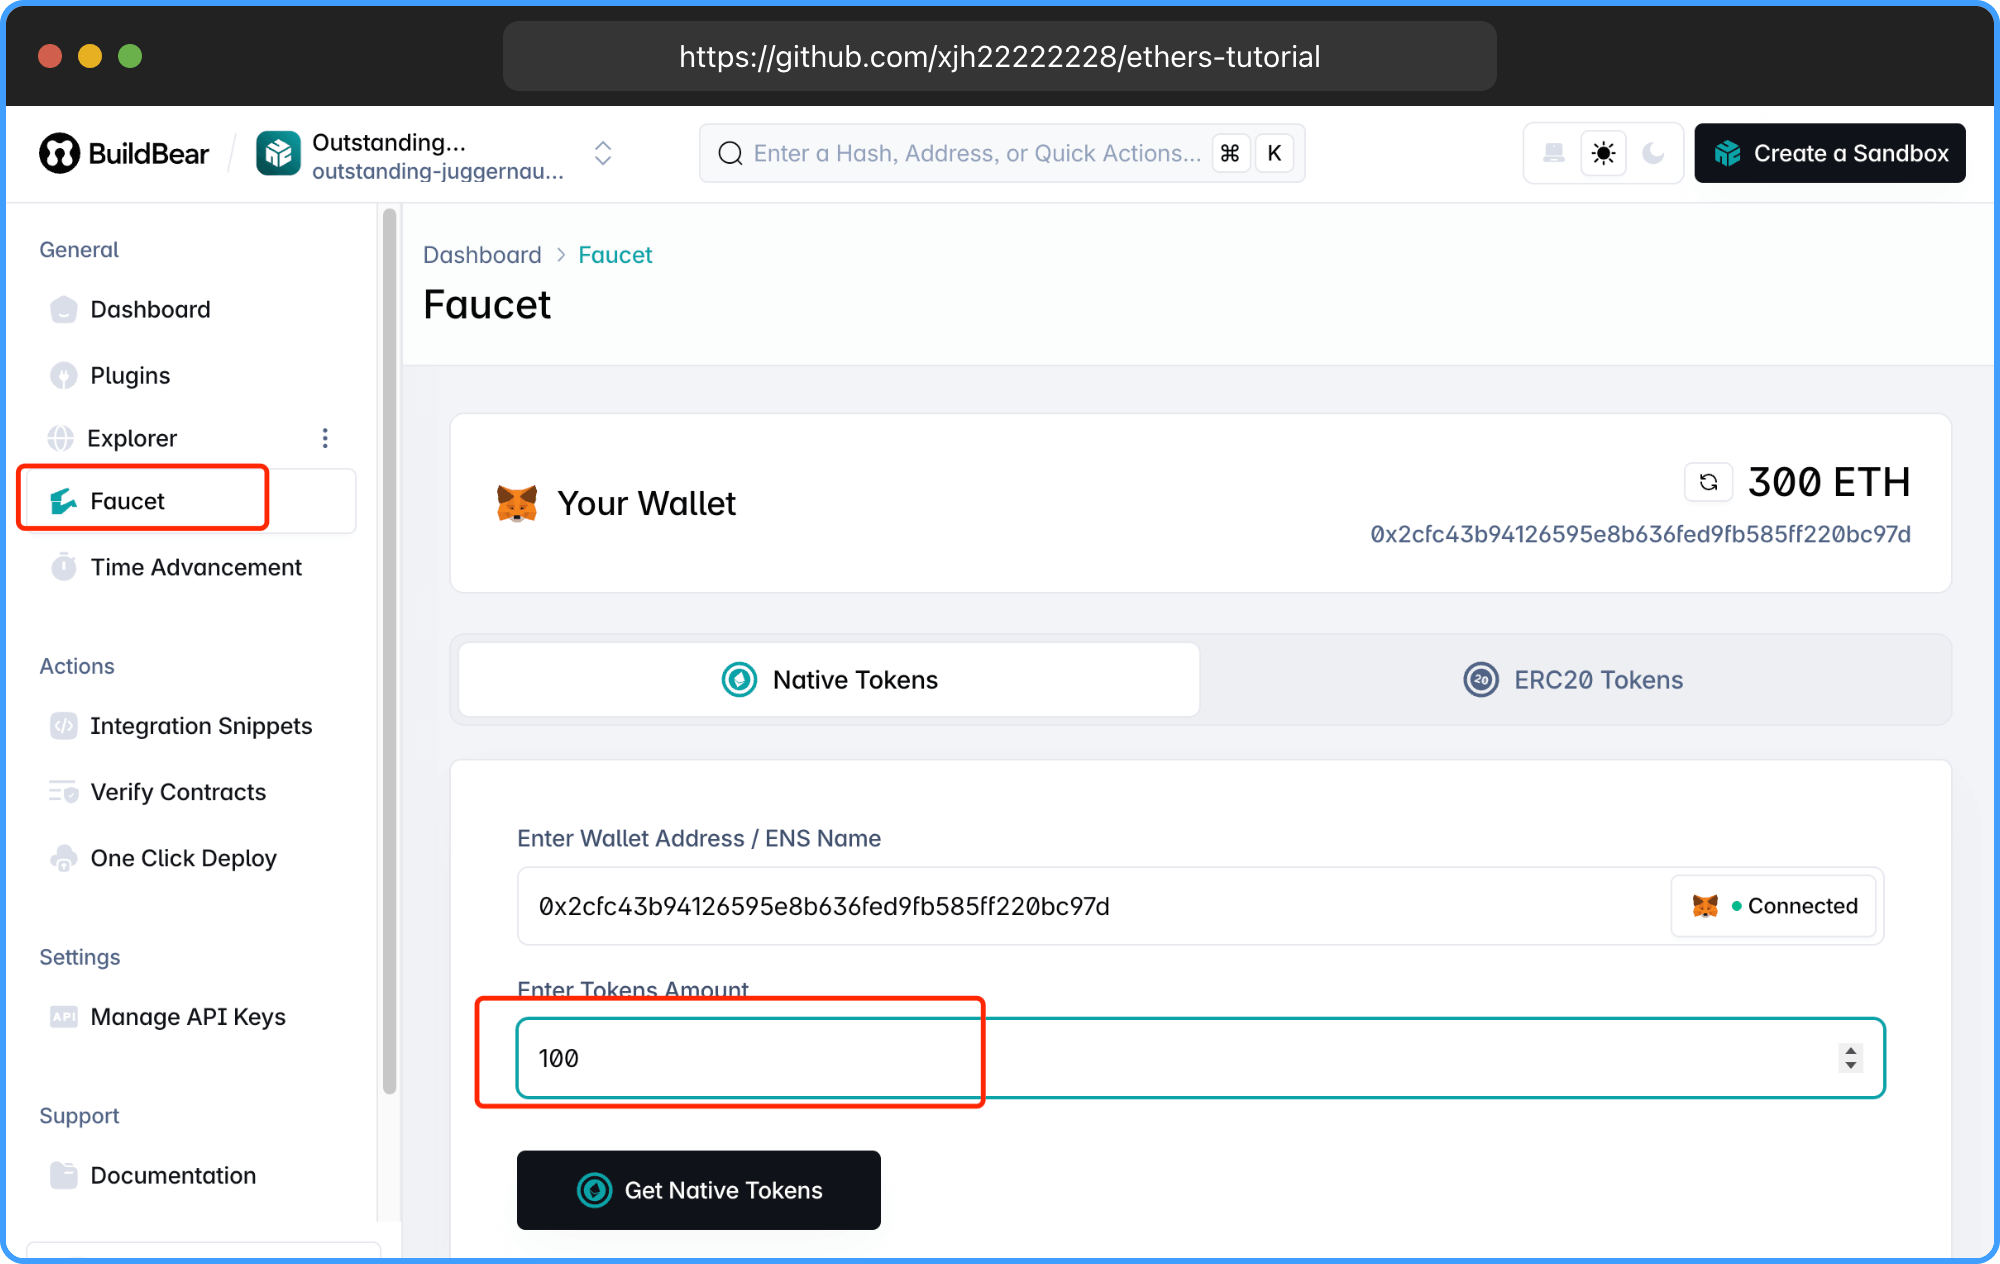 https://github.com/xjh22222228/ethers-tutorial
BuildBear
Outstanding...
outstanding-juggernau...
Enter a Hash, Address, or Quick Actions...
⌘ K
Create a Sandbox
General
Dashboard
Plugins
Explorer
Faucet
Time Advancement
Actions
Integration Snippets
Verify Contracts
One Click Deploy
Settings
API
Manage API Keys
Support
Documentation
Dashboard > Faucet
Faucet
Your Wallet
300 ETH
0x2cfc43b94126595e8b636fed9fb585ff220bc97d
Native Tokens
20
ERC20 Tokens
Enter Wallet Address / ENS Name
0x2cfc43b94126595e8b636fed9fb585ff220bc97d
Connected
Enter Tokens Amount
100
Get Native Tokens